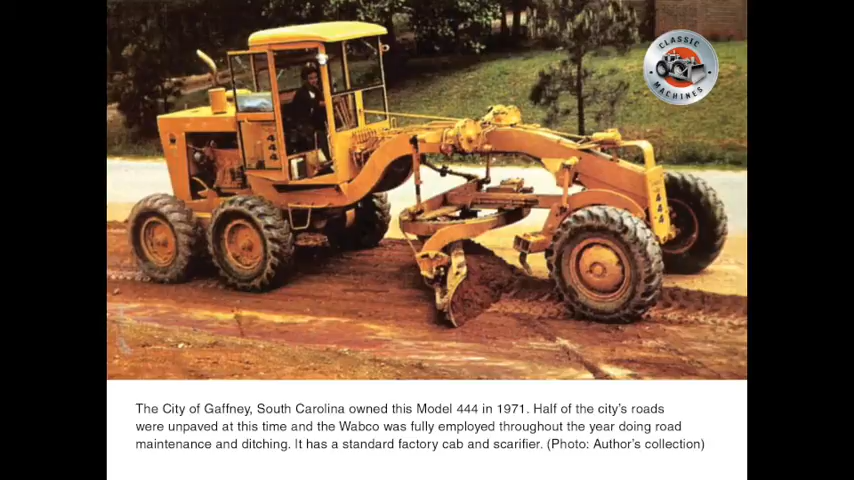 CLASSIC
MACHINES
444
444
The City of Gaffney, South Carolina owned this Model 444 in 1971. Half of the city's roads
were unpaved at this time and the Wabco was fully employed throughout the year doing road
maintenance and ditching. It has a standard factory cab and scarifier. (Photo: Author's collection)